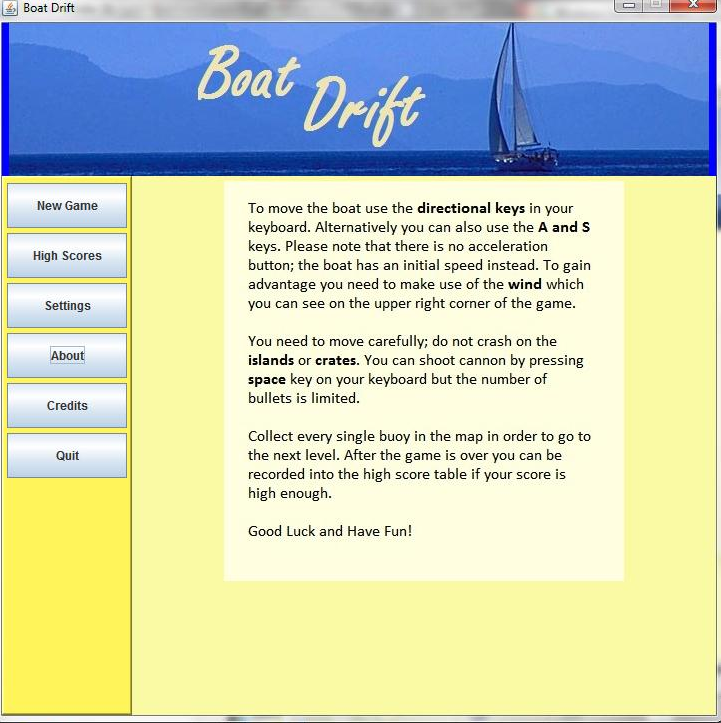 Boat Drift
Boat
Drift
New Game
High Scores
Settings
About
Credits
Quit
To move the boat use the directional keys in your
keyboard. Alternatively you can also use the A and S
keys. Please note that there is no acceleration
button; the boat has an initial speed instead. To gain
advantage you need to make use of the wind which
you can see on the upper right corner of the game.
You need to move carefully; do not crash on the
islands or crates. You can shoot cannon by pressing
space key on your keyboard but the number of
bullets is limited.
Collect every single buoy in the map in order to go to
the next level. After the game is over you can be
recorded into the high score table if your score is
high enough.
Good Luck and Have Fun!